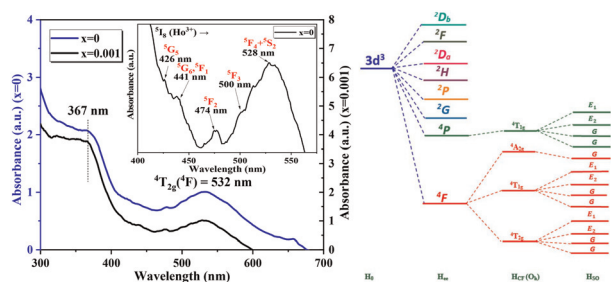 x=0
x=0.001
367 nm
⁴T₂g(⁴F) = 532 nm
Absorbance (a.u.) (x=0)
Absorbance (a.u.) (x=0.001)
Wavelength (nm)
0
1
2
3
4
5
0
1
2
3
4
5
6
7
8
9
300
400
500
600
700
⁵I₈ (Ho³⁺) →
x=0
⁵G₅
426 nm
⁵G₆,⁵F₁
441 nm
⁵F₂
474 nm
⁵F₃
500 nm
⁵F₄+⁵S₂
528 nm
Absorbance (a.u.)
Wavelength (nm)
400
450
500
550
3d³
²D_b
²F
²D_a
²H
²P
²G
⁴P
⁴F
⁴T₁g
⁴A₂g
⁴T₁g
⁴T₂g
E₁
E₂
G
G
G
E₁
E₂
G
G
E₁
E₂
G
G
H₀
Hₑₑ
H_CF(O_h)
H_SO